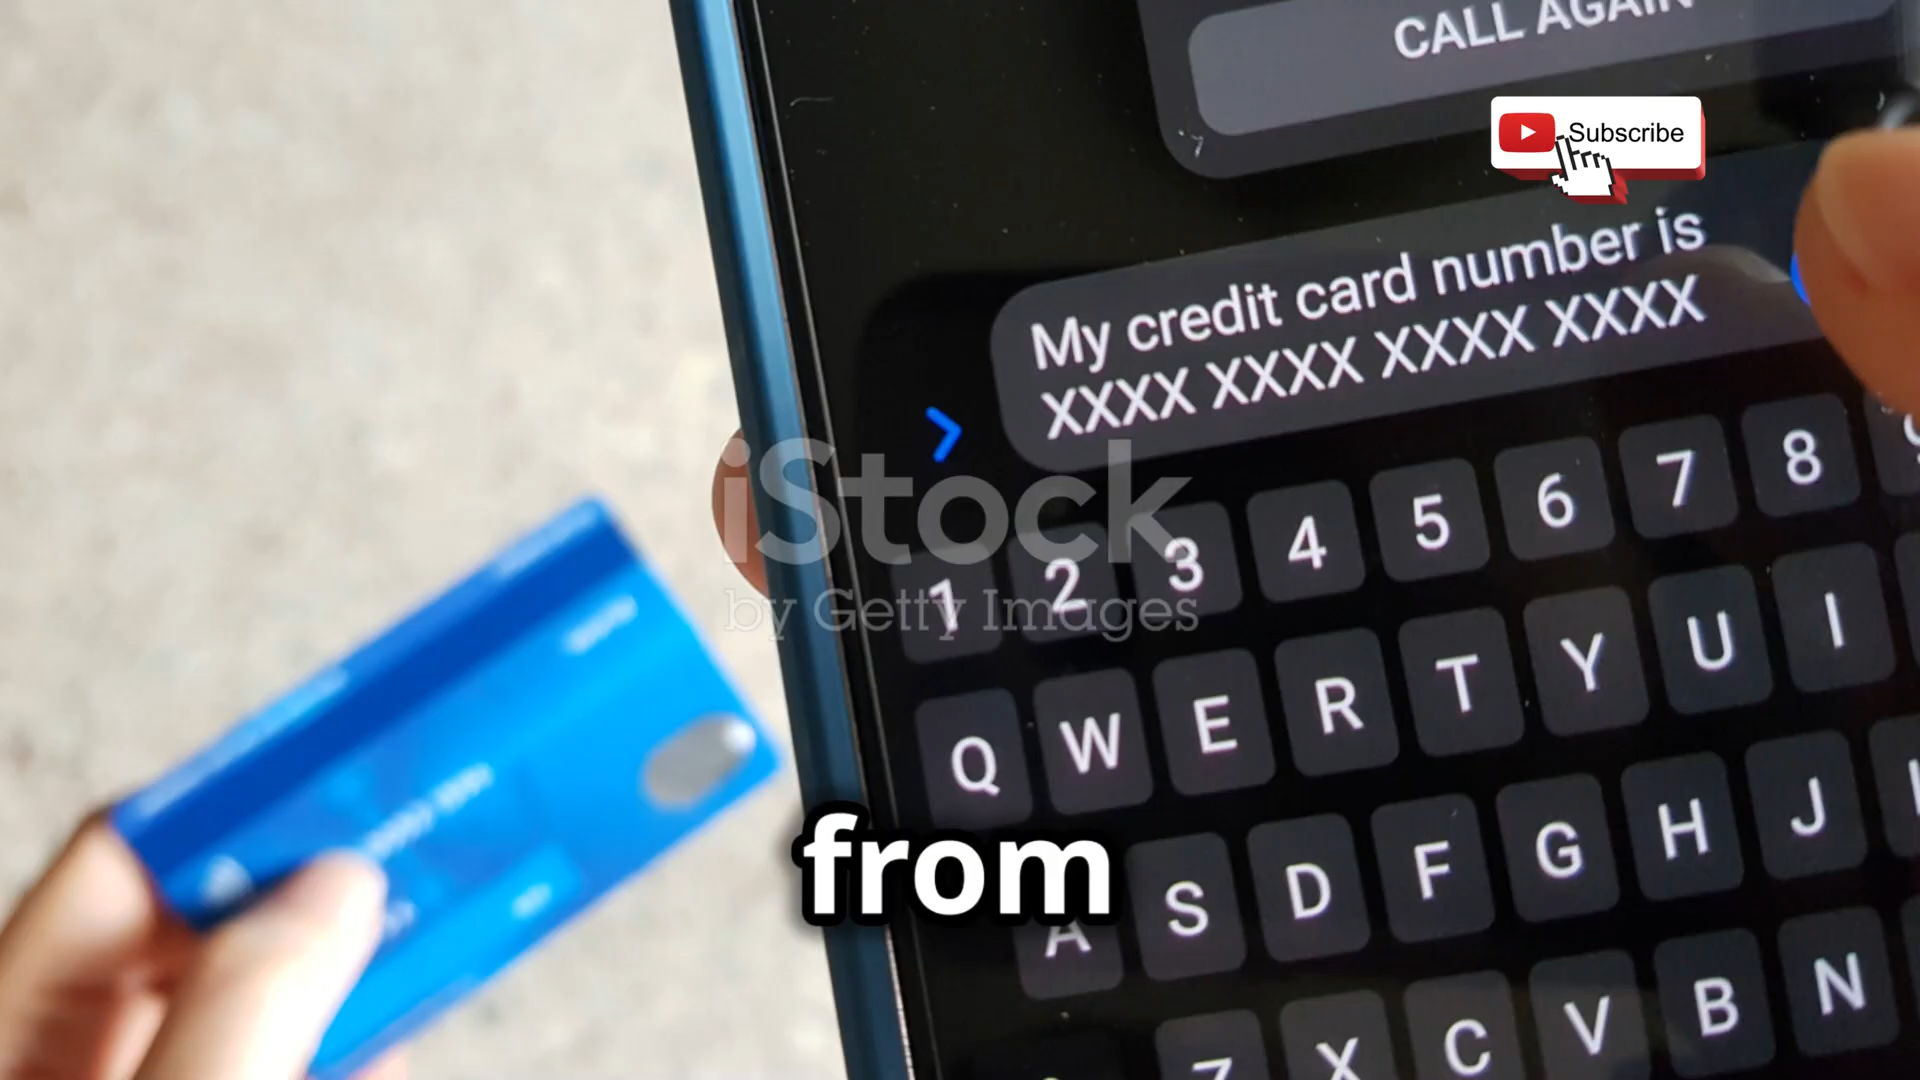 CALL AGAIN
Subscribe
My credit card number is
XXXX XXXX XXXX XXXX
iStock
by Getty Images
1 2 3 4 5 6 7 8
Q W E R T Y U I
from
A S D F G H J
Z X C V B N